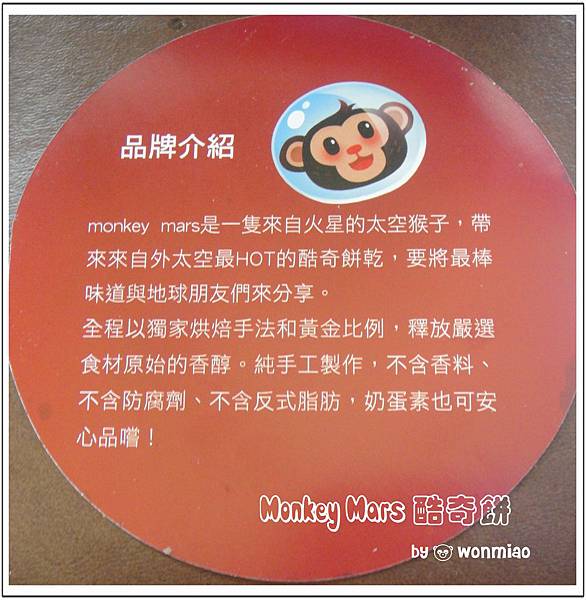 品牌介紹
monkey mars是一隻來自火星的太空猴子，帶
來來自外太空最HOT的酷奇餅乾，要將最棒
味道與地球朋友們來分享。
全程以獨家烘焙手法和黃金比例，釋放嚴選
食材原始的香醇。純手工製作，不含香料、
不含防腐劑、不含反式脂肪，奶蛋素也可安
心品嚐！
Monkey Mars 酷奇餅
by wonmiao